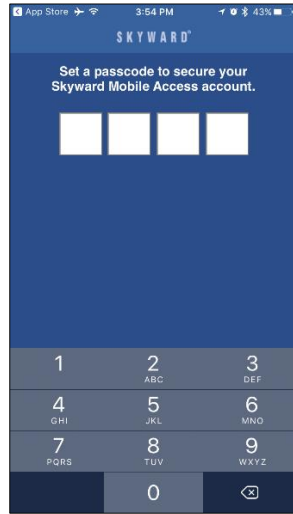 App Store 3:54 PM 43%
SKYWARD
Set a passcode to secure your
Skyward Mobile Access account.
1 2 3
ABC DEF
4 5 6
GHI JKL MNO
7 8 9
PQRS TUV WXYZ
0